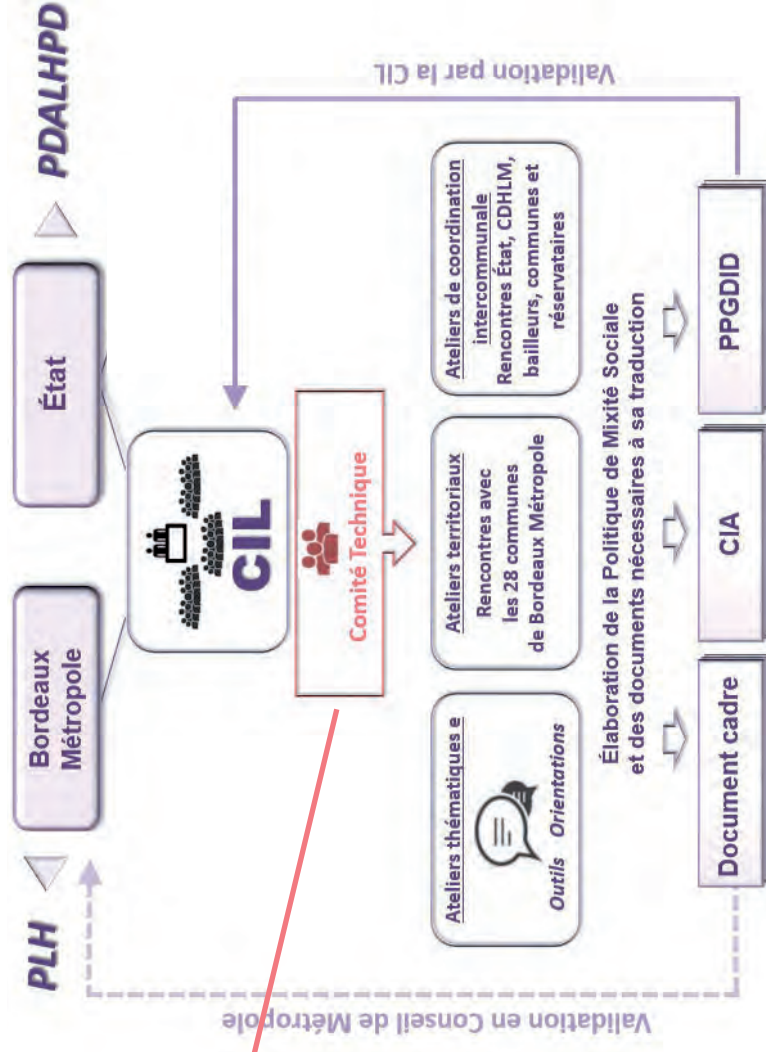 PLH
PDALHPD
Bordeaux
Métropole
État
CIL
Comité Technique
Ateliers thématiques e
Outils Orientations
Ateliers territoriaux
Rencontres avec
les 28 communes
de Bordeaux Métropole
Ateliers de coordination
intercommunale
Rencontres État, CDHLM,
bailleurs, communes et
réservataires
Élaboration de la Politique de Mixité Sociale
et des documents nécessaires à sa traduction
Document cadre
CIA
PPGDID
Validation en Conseil de Métropole
Validation par la CIL